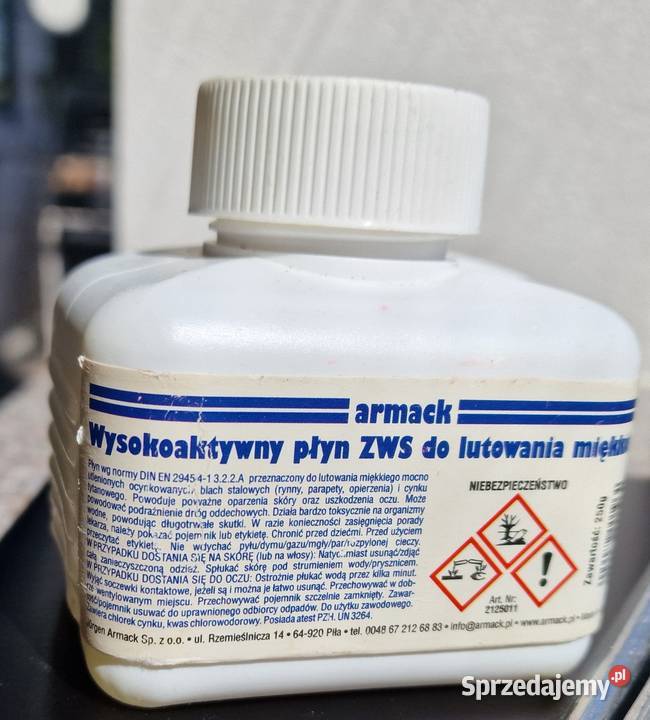 armack
Wysokoaktywny płyn ZWS do lutowania
Płyn wg normy DIN EN 29454-1 3.2.2.A przeznaczony do lutowania miękkiego mocno
utlenionych ocynkowanych blach stalowych (rynny, parapety, opierzenia) i cynku
tytanowego. Powoduje poważne oparzenia skóry oraz uszkodzenia oczu. Może
powodować podrażnienie dróg oddechowych. Działa bardzo toksycznie na organizmy
wodne, powodując długotrwałe skutki. W razie konieczności zasięgnięcia porady
lekarza, należy pokazać pojemnik lub etykietę. Chronić przed dziećmi. Przed użyciem
przeczytać etykietę. Nie wdychać pyłu/dymu/gazu/mgły/par/rozpylonej cieczy.
W PRZYPADKU DOSTANIA SIĘ NA SKÓRĘ (lub na włosy): Natychmiast usunąć/zdjąć
całą zanieczyszczoną odzież. Spłukać skórę pod strumieniem wody/prysznicem.
W PRZYPADKU DOSTANIA SIĘ DO OCZU: Ostrożnie płukać wodą przez kilka minut.
Wyjąć soczewki kontaktowe, jeżeli są i można je łatwo usunąć. Przechowywać w dob-
rze wentylowanym miejscu. Przechowywać pojemnik szczelnie zamknięty. Zawar-
tość/pojemnik usuwać do uprawnionego odbiorcy odpadów. Do użytku zawodowego.
Zawiera chlorek cynku, kwas chlorowodorowy. Posiada atest PZH. UN 3264.
Jürgen Armack Sp. z o.o. • ul. Rzemieślnicza 14 • 64-920 Piła • tel. 0048 67 212 68 83 • info@armack.pl • www.armack.pl
NIEBEZPIECZEŃSTWO
Art. Nr:
2125011
Zawartość: 250g
Sprzedajemy.pl